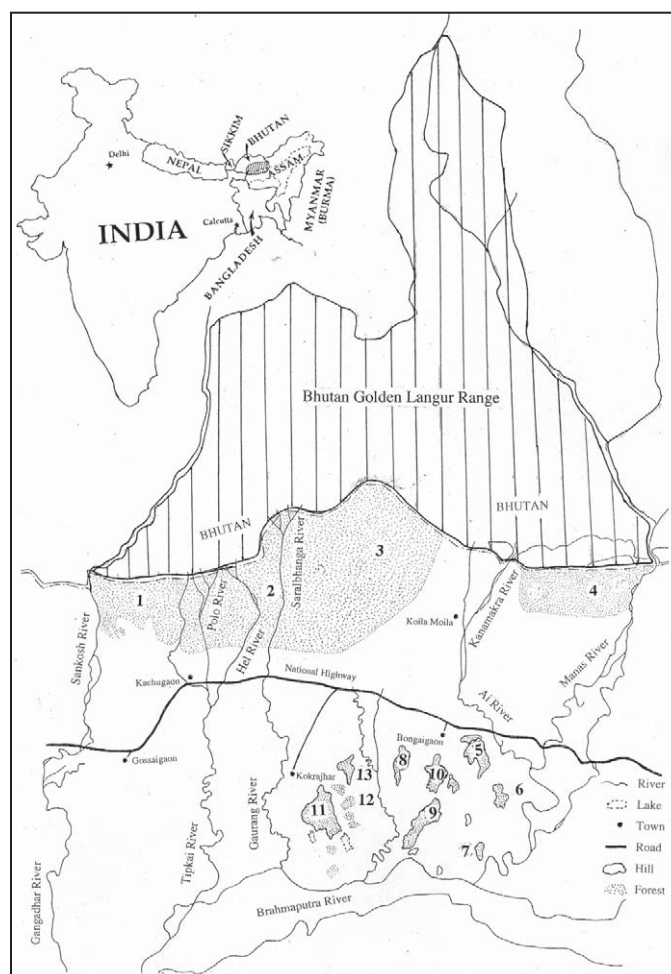 SIKKIM
BHUTAN
Delhi
NEPAL
ASSAM
MYANMAR
(BURMA)
Calcutta
INDIA
BANGLADESH
Bhutan Golden Langur Range
BHUTAN
BHUTAN
Saralbhanga River
3
2
1
4
Polo River
Hel River
Sankosh River
Koila Moila
Kanamakra River
Manas River
Kachugaon
National Highway
Ai River
Gossaigaon
Bongaigaon
5
8
Kokrajhar
13
10
6
12
11
9
7
Gangadhar River
Tipkai River
Gaurang River
Brahmaputra River
River
Lake
Town
Road
Hill
Forest